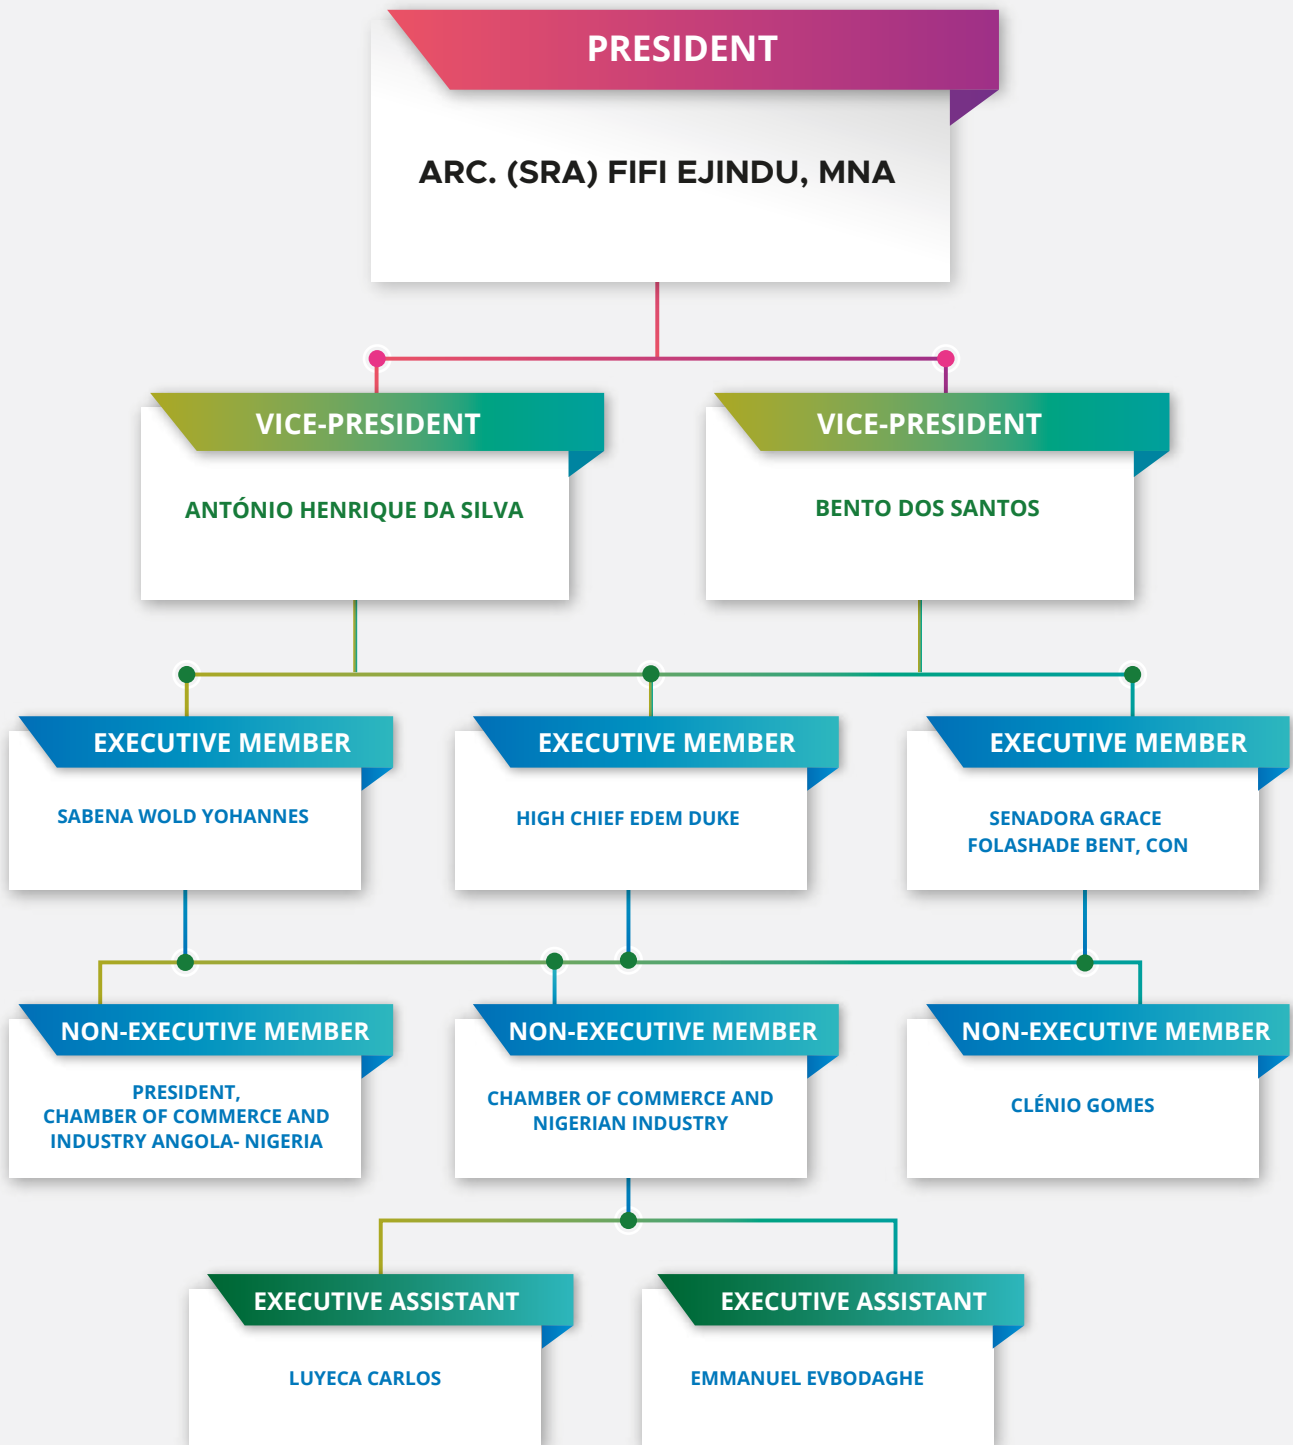 PRESIDENT
ARC. (SRA) FIFI EJINDU, MNA
VICE-PRESIDENT
ANTÓNIO HENRIQUE DA SILVA
VICE-PRESIDENT
BENTO DOS SANTOS
EXECUTIVE MEMBER
SABENA WOLD YOHANNES
EXECUTIVE MEMBER
HIGH CHIEF EDEM DUKE
EXECUTIVE MEMBER
SENADORA GRACE
FOLASHADE BENT, CON
NON-EXECUTIVE MEMBER
PRESIDENT,
CHAMBER OF COMMERCE AND
INDUSTRY ANGOLA- NIGERIA
NON-EXECUTIVE MEMBER
CHAMBER OF COMMERCE AND
NIGERIAN INDUSTRY
NON-EXECUTIVE MEMBER
CLÉNIO GOMES
EXECUTIVE ASSISTANT
LUYECA CARLOS
EXECUTIVE ASSISTANT
EMMANUEL EVBODAGHE